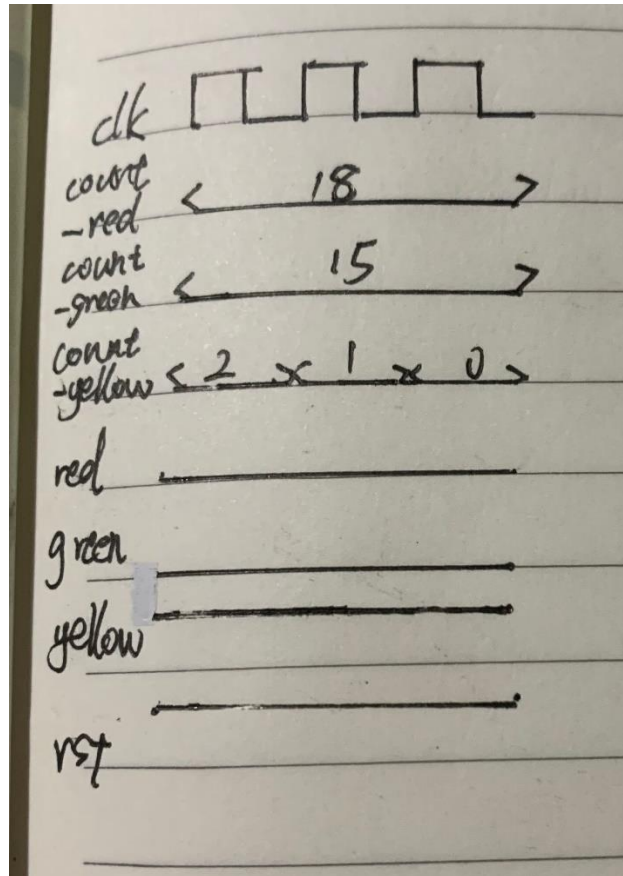 clk
count
-red
18
count
-green
15
count
-yellow
2 x 1 x 0
red
green
yellow
rst